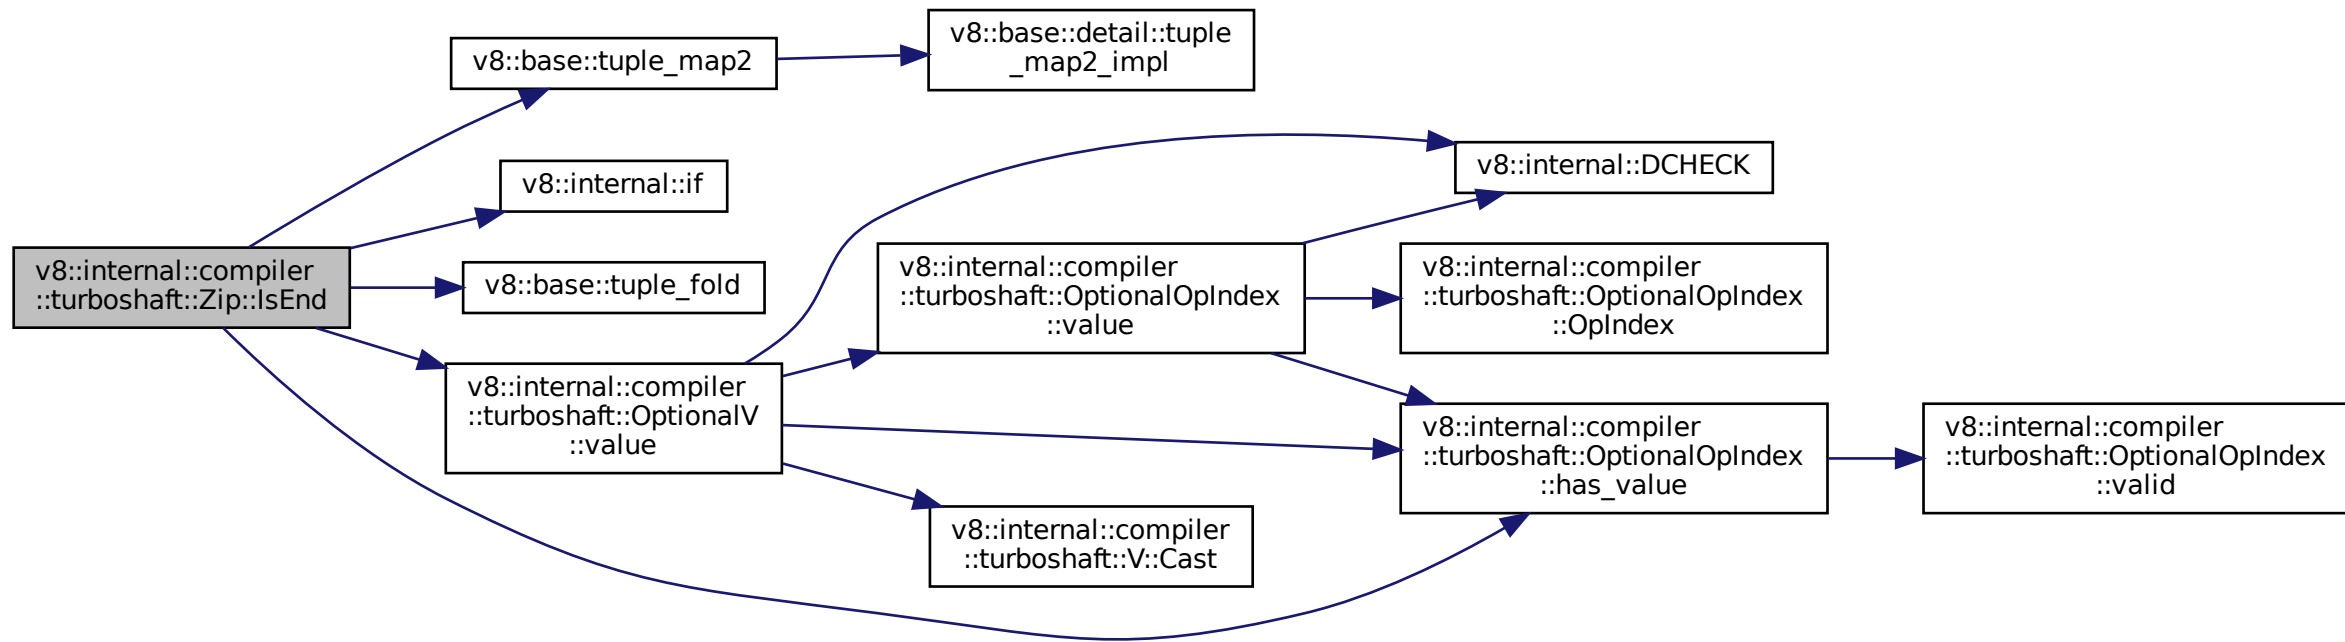 v8::internal::compiler
::turboshaft::Zip::IsEnd
v8::base::tuple_map2
v8::base::detail::tuple
_map2_impl
v8::internal::if
v8::base::tuple_fold
v8::internal::compiler
::turboshaft::OptionalV
::value
v8::internal::compiler
::turboshaft::OptionalOpIndex
::value
v8::internal::compiler
::turboshaft::V::Cast
v8::internal::DCHECK
v8::internal::compiler
::turboshaft::OptionalOpIndex
::OpIndex
v8::internal::compiler
::turboshaft::OptionalOpIndex
::has_value
v8::internal::compiler
::turboshaft::OptionalOpIndex
::valid